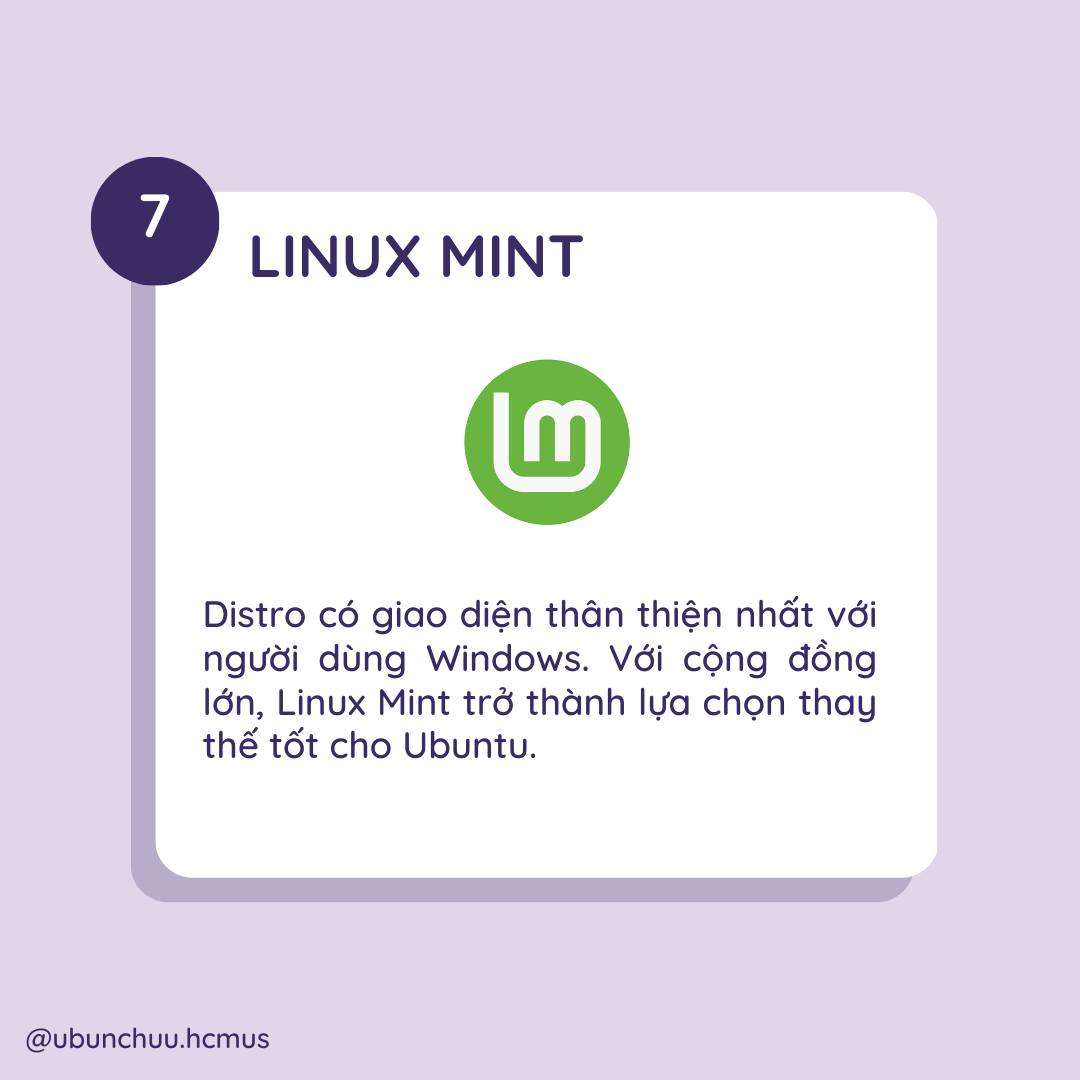 7
LINUX MINT
lm
Distro có giao diện thân thiện nhất với
người dùng Windows. Với cộng đồng
lớn, Linux Mint trở thành lựa chọn thay
thế tốt cho Ubuntu.
@ubunchuu.hcmus